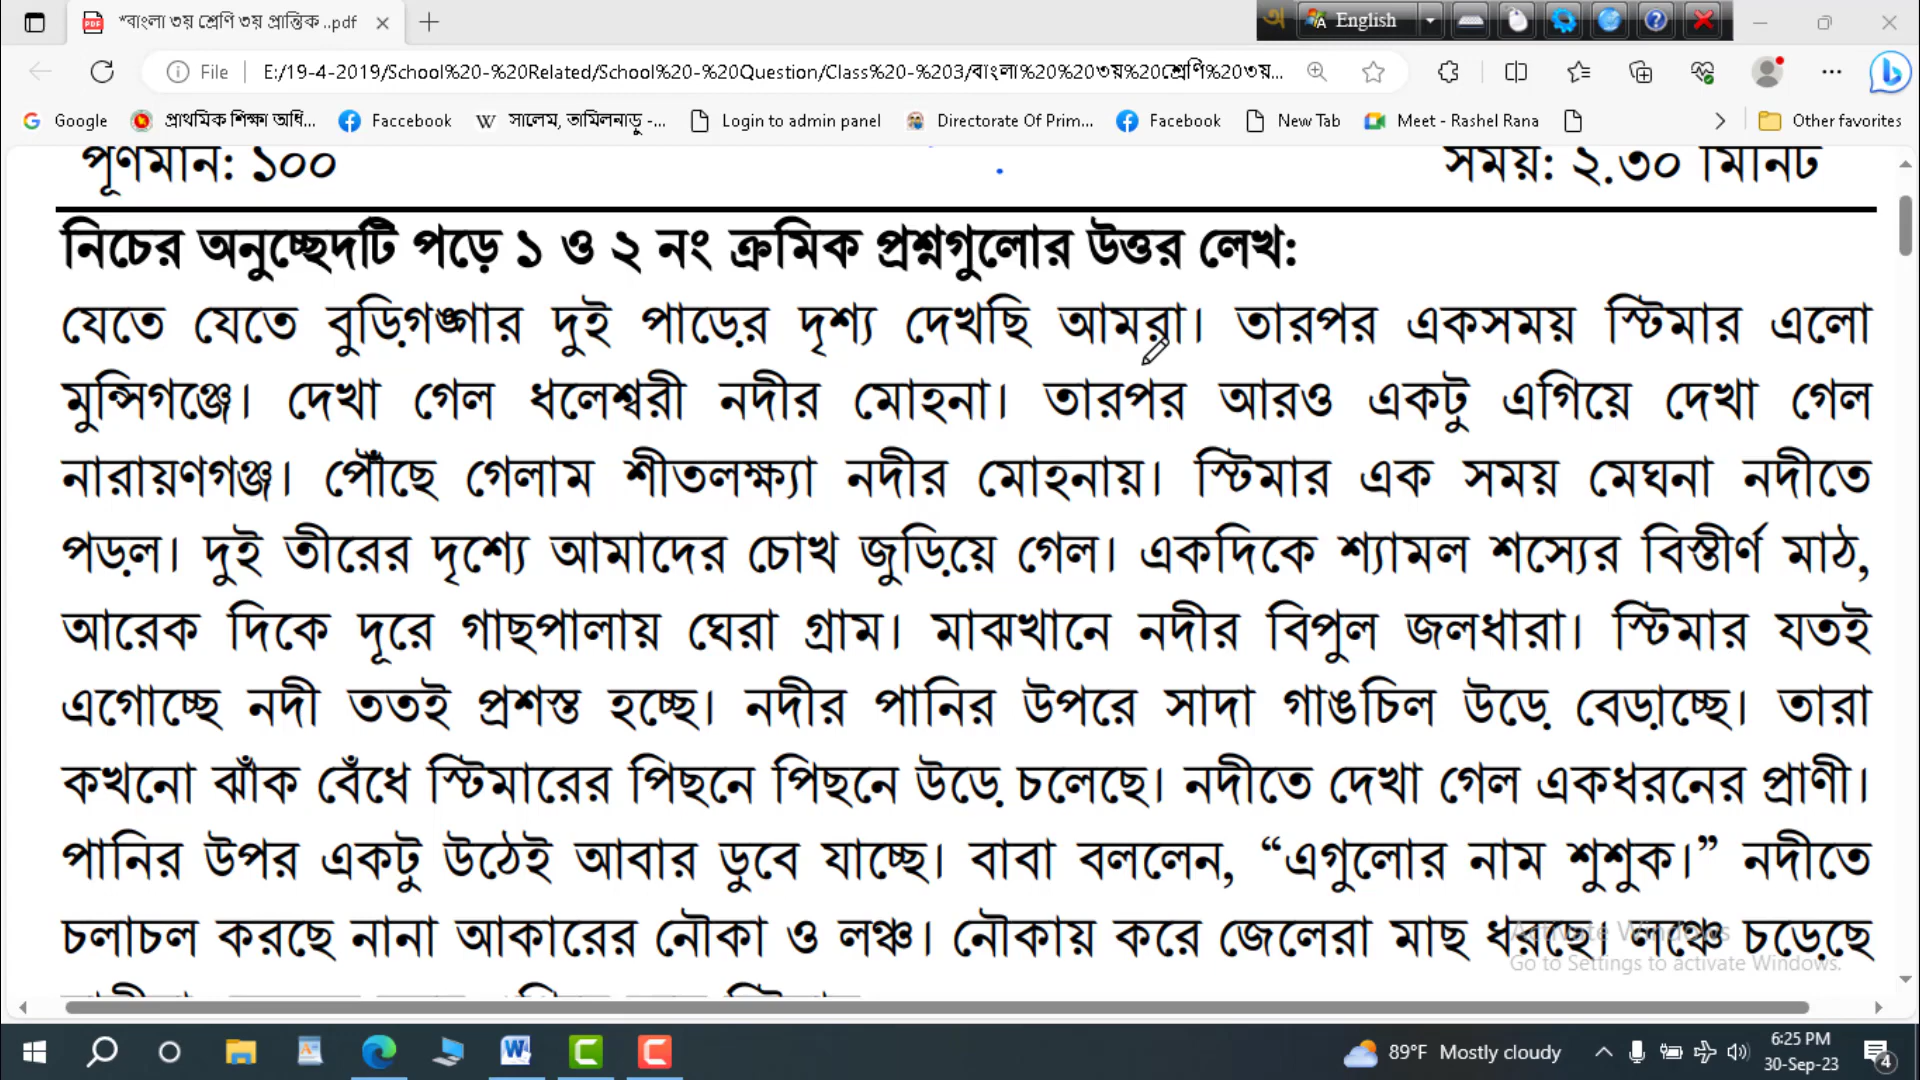 *বাংলা ৩য় শ্রেণি ৩য় প্রান্তিক ..pdf
অ English
File E:/19-4-2019/School%20-%20Related/School%20-%20Question/Class%20-%203/বাংলা%20%20৩য়%20শ্রেণি%20৩য়...
Google প্রাথমিক শিক্ষা অধি... Faccebook সালেম, তামিলনাড়ু -... Login to admin panel Directorate Of Prim... Facebook New Tab Meet - Rashel Rana Other favorites
পূর্ণমান: ১০০ সময়: ২.৩০ মিনিট
নিচের অনুচ্ছেদটি পড়ে ১ ও ২ নং ক্রমিক প্রশ্নগুলোর উত্তর লেখ:
যেতে যেতে বুড়িগঙ্গার দুই পাড়ের দৃশ্য দেখছি আমরা। তারপর একসময় স্টিমার এলো
মুন্সিগঞ্জে। দেখা গেল ধলেশ্বরী নদীর মোহনা। তারপর আরও একটু এগিয়ে দেখা গেল
নারায়ণগঞ্জ। পৌঁছে গেলাম শীতলক্ষ্যা নদীর মোহনায়। স্টিমার এক সময় মেঘনা নদীতে
পড়ল। দুই তীরের দৃশ্যে আমাদের চোখ জুড়িয়ে গেল। একদিকে শ্যামল শস্যের বিস্তীর্ণ মাঠ,
আরেক দিকে দূরে গাছপালায় ঘেরা গ্রাম। মাঝখানে নদীর বিপুল জলধারা। স্টিমার যতই
এগোচ্ছে নদী ততই প্রশস্ত হচ্ছে। নদীর পানির উপরে সাদা গাঙচিল উড়ে বেড়াচ্ছে। তারা
কখনো ঝাঁক বেঁধে স্টিমারের পিছনে পিছনে উড়ে চলেছে। নদীতে দেখা গেল একধরনের প্রাণী।
পানির উপর একটু উঠেই আবার ডুবে যাচ্ছে। বাবা বললেন, “এগুলোর নাম শুশুক।” নদীতে
চলাচল করছে নানা আকারের নৌকা ও লঞ্চ। নৌকায় করে জেলেরা মাছ ধরছে। লঞ্চে চড়েছে
Activate Windows
Go to Settings to activate Windows.
89°F Mostly cloudy 6:25 PM
30-Sep-23 4